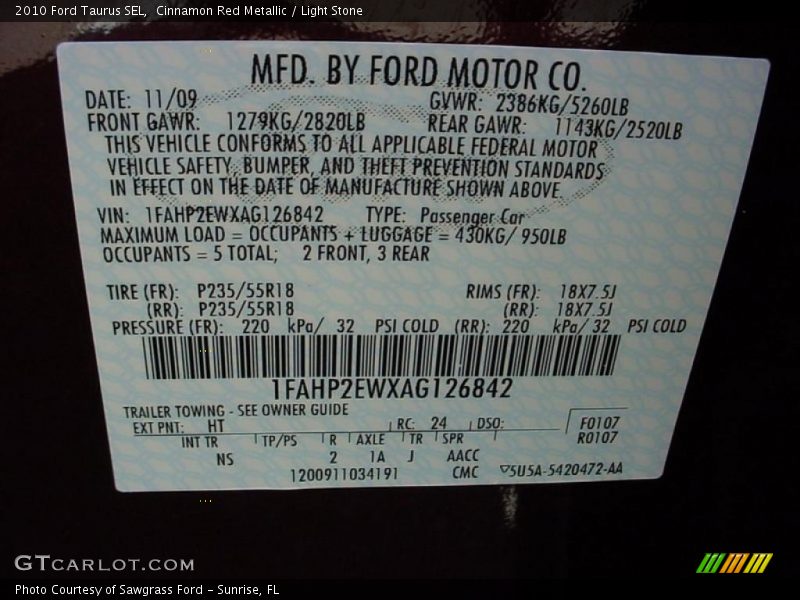 2010 Ford Taurus SEL,  Cinnamon Red Metallic / Light Stone
MFD. BY FORD MOTOR CO.
DATE: 11/09 GVWR: 2386KG/5260LB
FRONT GAWR: 1279KG/2820LB REAR GAWR: 1143KG/2520LB
THIS VEHICLE CONFORMS TO ALL APPLICABLE FEDERAL MOTOR
VEHICLE SAFETY, BUMPER, AND THEFT PREVENTION STANDARDS
IN EFFECT ON THE DATE OF MANUFACTURE SHOWN ABOVE.
VIN: 1FAHP2EWXAG126842 TYPE: Passenger Car
MAXIMUM LOAD = OCCUPANTS + LUGGAGE = 430KG/ 950LB
OCCUPANTS = 5 TOTAL; 2 FRONT, 3 REAR
TIRE (FR): P235/55R18 RIMS (FR): 18X7.5J
(RR): P235/55R18 (RR): 18X7.5J
PRESSURE (FR): 220 kPa/ 32 PSI COLD (RR): 220 kPa/ 32 PSI COLD
1FAHP2EWXAG126842
TRAILER TOWING - SEE OWNER GUIDE
EXT PNT: HT RC: 24 DSO: F0107
INT TR TP/PS R AXLE TR SPR R0107
NS 2 1A J AACC
1200911034191 CMC ▽5U5A-5420472-AA
GTCARLOT.COM
Photo Courtesy of Sawgrass Ford - Sunrise, FL